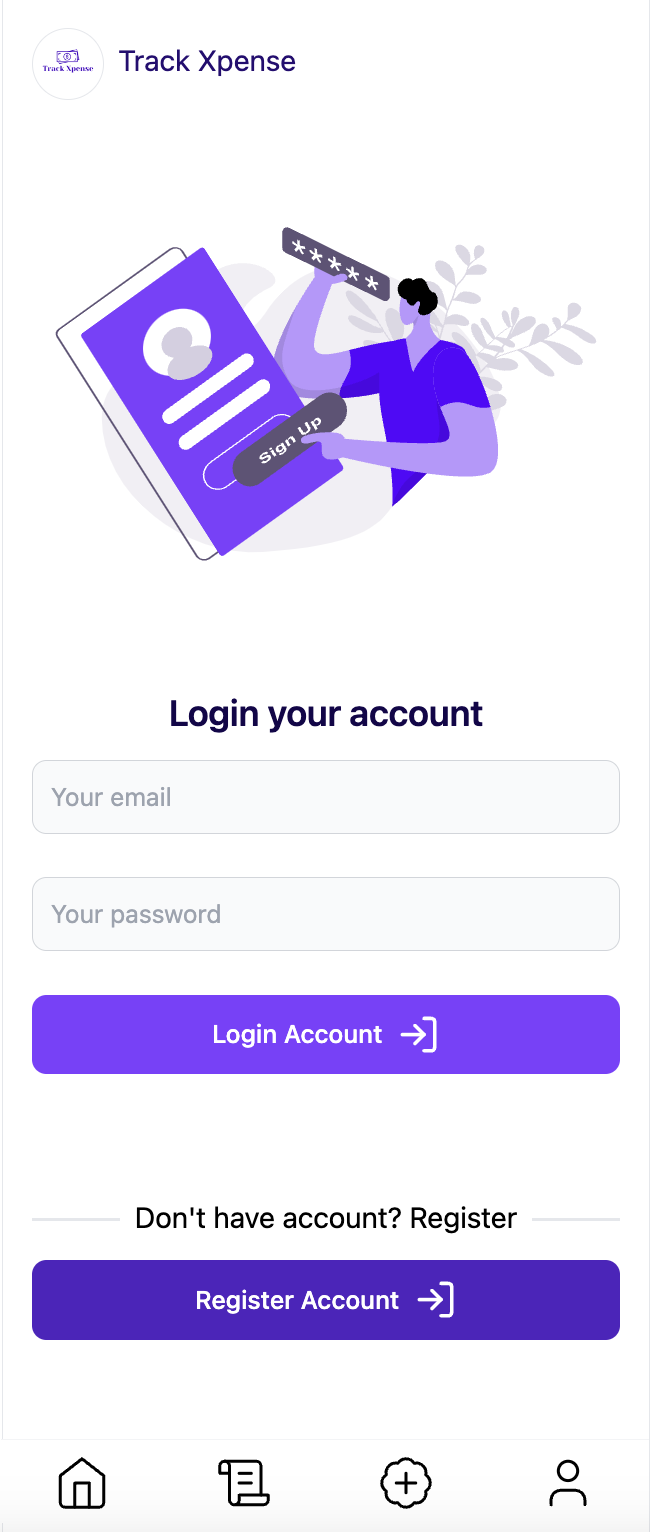 Track Xpense
Track Xpense
*****
Sign Up
Login your account
Your email
Your password
Login Account
Don't have account? Register
Register Account